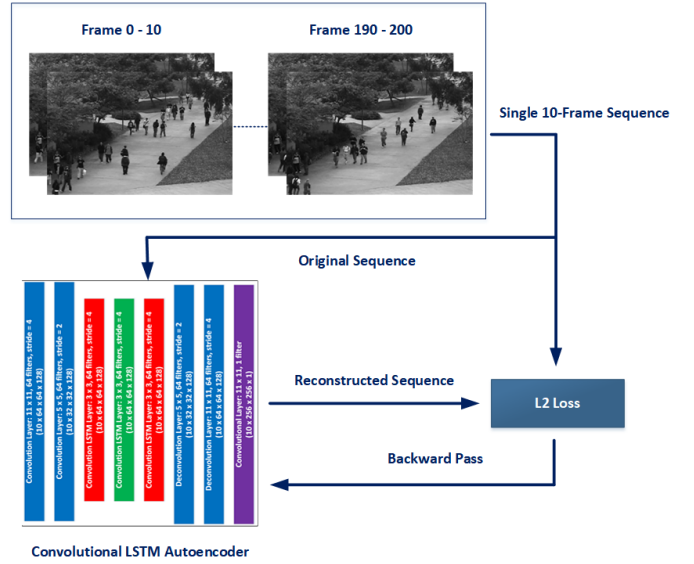 Frame 0 - 10
Frame 190 - 200
Single 10-Frame Sequence
Original Sequence
Convolution Layer: 11 x 11, 64 filters, stride = 4
(10 x 64 x 64 x 128)
Convolution Layer: 5 x 5, 64 filters, stride = 2
(10 x 32 x 32 x 128)
Convolution LSTM Layer: 3 x 3, 64 filters, stride = 4
(10 x 64 x 64 x 128)
Convolution LSTM Layer: 3 x 3, 64 filters, stride = 4
(10 x 64 x 64 x 128)
Convolution LSTM Layer: 3 x 3, 64 filters, stride = 4
(10 x 64 x 64 x 128)
Deconvolution Layer: 5 x 5, 64 filters, stride = 2
(10 x 32 x 32 x 128)
Deconvolution Layer: 11 x 11, 64 filters, stride = 4
(10 x 64 x 64 x 128)
Convolutional Layer: 11 x 11, 1 filter
(10 x 256 x 256 x 1)
Reconstructed Sequence
L2 Loss
Backward Pass
Convolutional LSTM Autoencoder